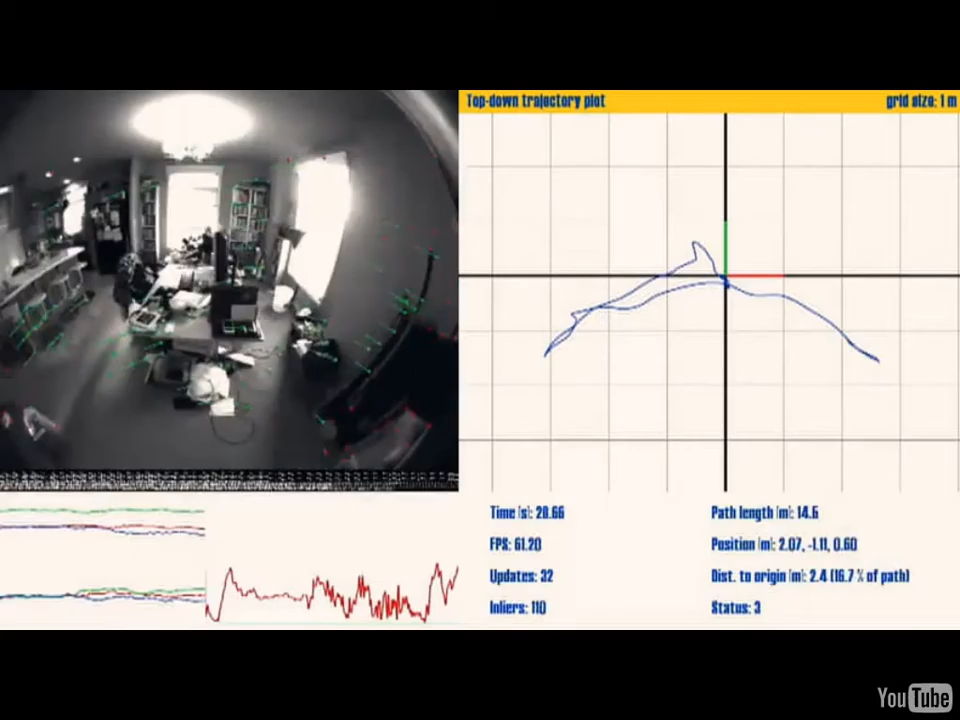 Top-down trajectory plot
grid size: 1 m
Time [s]: 28.66
Path length [m]: 14.6
FPS: 61.20
Position [m]: 2.07, -1.11, 0.60
Updates: 32
Dist. to origin [m]: 2.4 (16.7 % of path)
Inliers: 110
Status: 3
YouTube